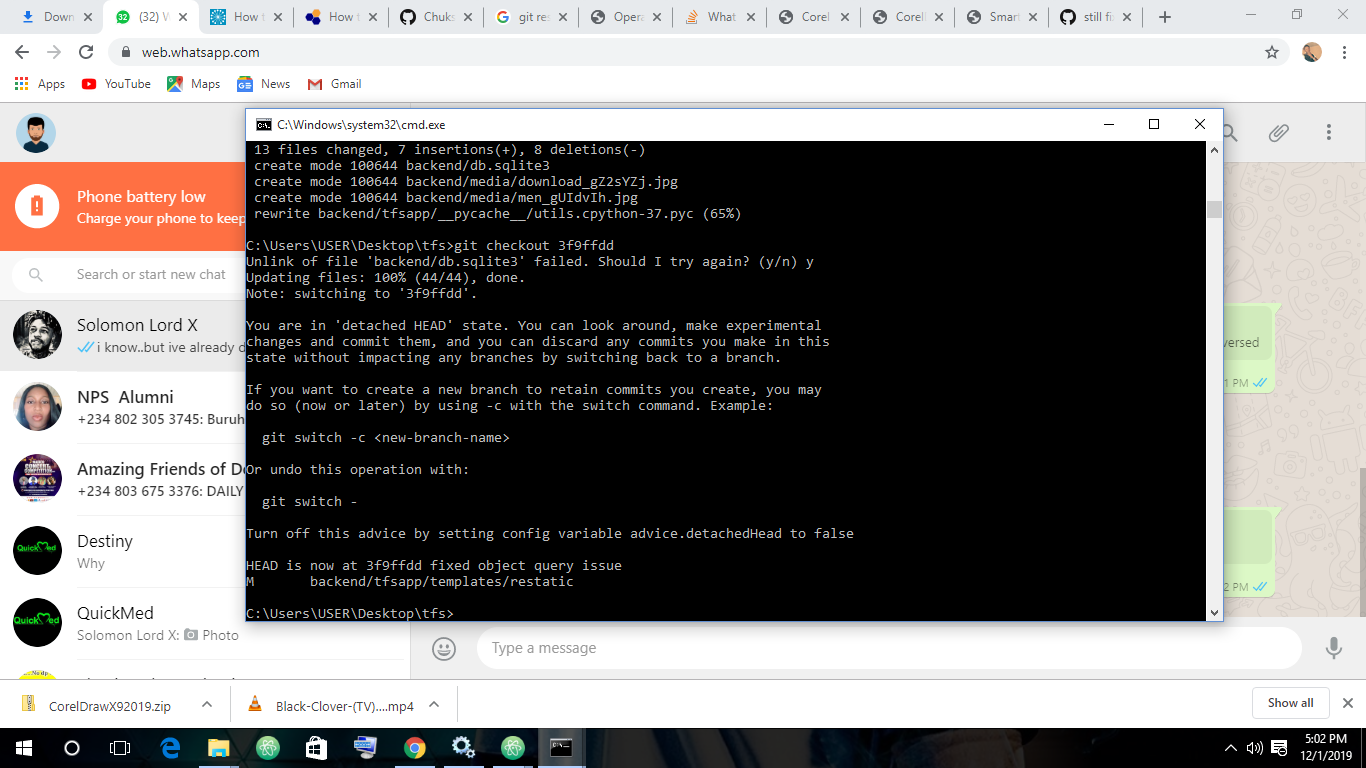 Down
(32) W
How t
How t
Chuks
git res
Opera
What
Corel
Corell
Smart
still fi
web.whatsapp.com
Apps
YouTube
Maps
News
Gmail
C:\Windows\system32\cmd.exe
13 files changed, 7 insertions(+), 8 deletions(-)
create mode 100644 backend/db.sqlite3
create mode 100644 backend/media/download_gZ2sYZj.jpg
create mode 100644 backend/media/men_gUIdvIh.jpg
rewrite backend/tfsapp/__pycache__/utils.cpython-37.pyc (65%)
C:\Users\USER\Desktop\tfs>git checkout 3f9ffdd
Unlink of file 'backend/db.sqlite3' failed. Should I try again? (y/n) y
Updating files: 100% (44/44), done.
Note: switching to '3f9ffdd'.
You are in 'detached HEAD' state. You can look around, make experimental
changes and commit them, and you can discard any commits you make in this
state without impacting any branches by switching back to a branch.
If you want to create a new branch to retain commits you create, you may
do so (now or later) by using -c with the switch command. Example:
git switch -c <new-branch-name>
Or undo this operation with:
git switch -
Turn off this advice by setting config variable advice.detachedHead to false
HEAD is now at 3f9ffdd fixed object query issue
M backend/tfsapp/templates/restatic
C:\Users\USER\Desktop\tfs>
Phone battery low
Charge your phone to keep
Search or start new chat
Solomon Lord X
i know..but ive already d
NPS Alumni
+234 802 305 3745: Buruh
Amazing Friends of De
+234 803 675 3376: DAILY
Destiny
Why
QuickMed
Solomon Lord X: Photo
QuickMed
QuickMed
No dp
versed
1 PM
2 PM
Type a message
CorelDrawX92019.zip
Black-Clover-(TV)....mp4
Show all
5:02 PM
12/1/2019